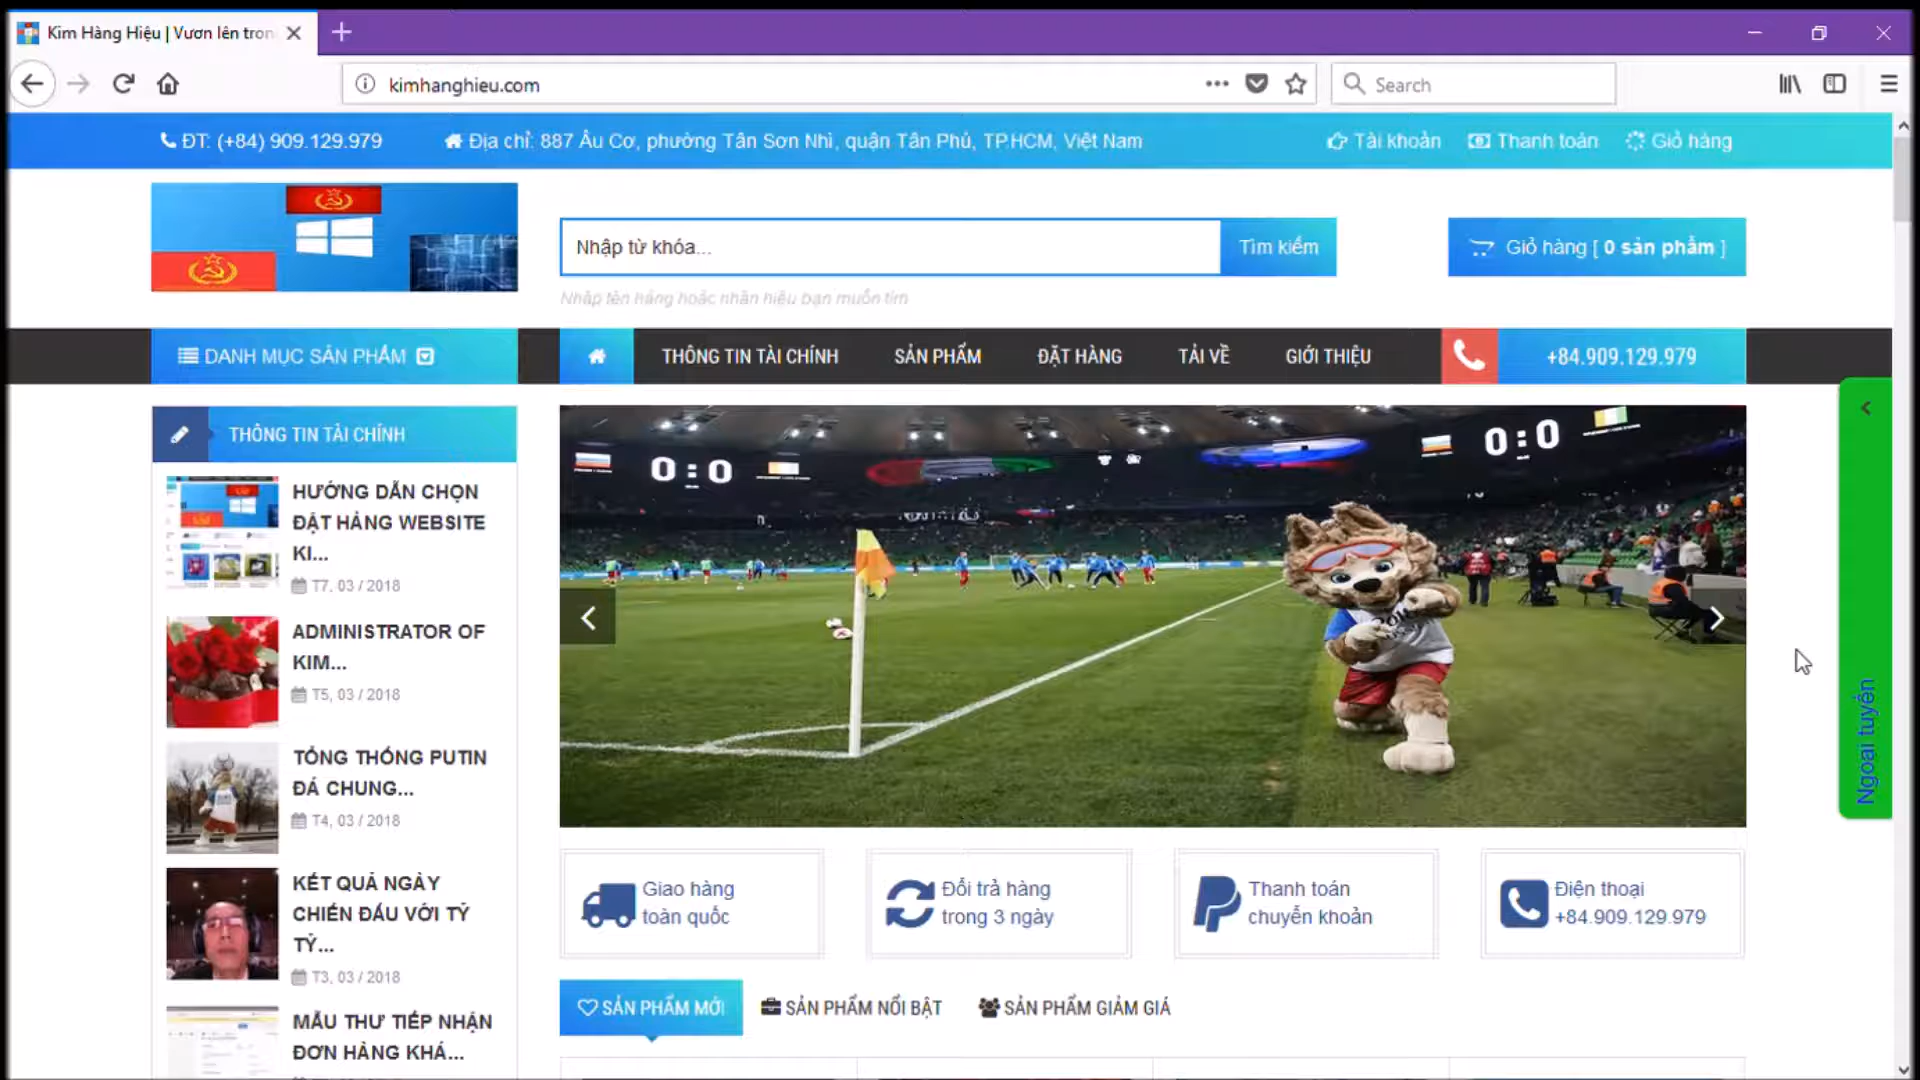 Kim Hàng Hiệu | Vươn lên tron
kimhanghieu.com
Search
ĐT: (+84) 909.129.979
Địa chỉ: 887 Âu Cơ, phường Tân Sơn Nhì, quận Tân Phú, TP.HCM, Việt Nam
Tài khoản
Thanh toán
Giỏ hàng
Nhập từ khóa...
Tìm kiếm
Giỏ hàng [ 0 sản phẩm ]
Nhập tên hàng hoặc nhãn hiệu bạn muốn tìm
DANH MỤC SẢN PHẨM
THÔNG TIN TÀI CHÍNH
SẢN PHẨM
ĐẶT HÀNG
TẢI VỀ
GIỚI THIỆU
+84.909.129.979
THÔNG TIN TÀI CHÍNH
HƯỚNG DẪN CHỌN
ĐẶT HÀNG WEBSITE
KI...
T7, 03 / 2018
ADMINISTRATOR OF
KIM...
T5, 03 / 2018
TỔNG THỐNG PUTIN
ĐÁ CHUNG...
T4, 03 / 2018
KẾT QUẢ NGÀY
CHIẾN ĐẤU VỚI TỶ
TỶ...
T3, 03 / 2018
MẪU THƯ TIẾP NHẬN
ĐƠN HÀNG KHÁ...
0 : 0
0 : 0
Ngoại tuyến
Giao hàng
toàn quốc
Đổi trả hàng
trong 3 ngày
Thanh toán
chuyển khoản
Điện thoại
+84.909.129.979
SẢN PHẨM MỚI
SẢN PHẨM NỔI BẬT
SẢN PHẨM GIẢM GIÁ